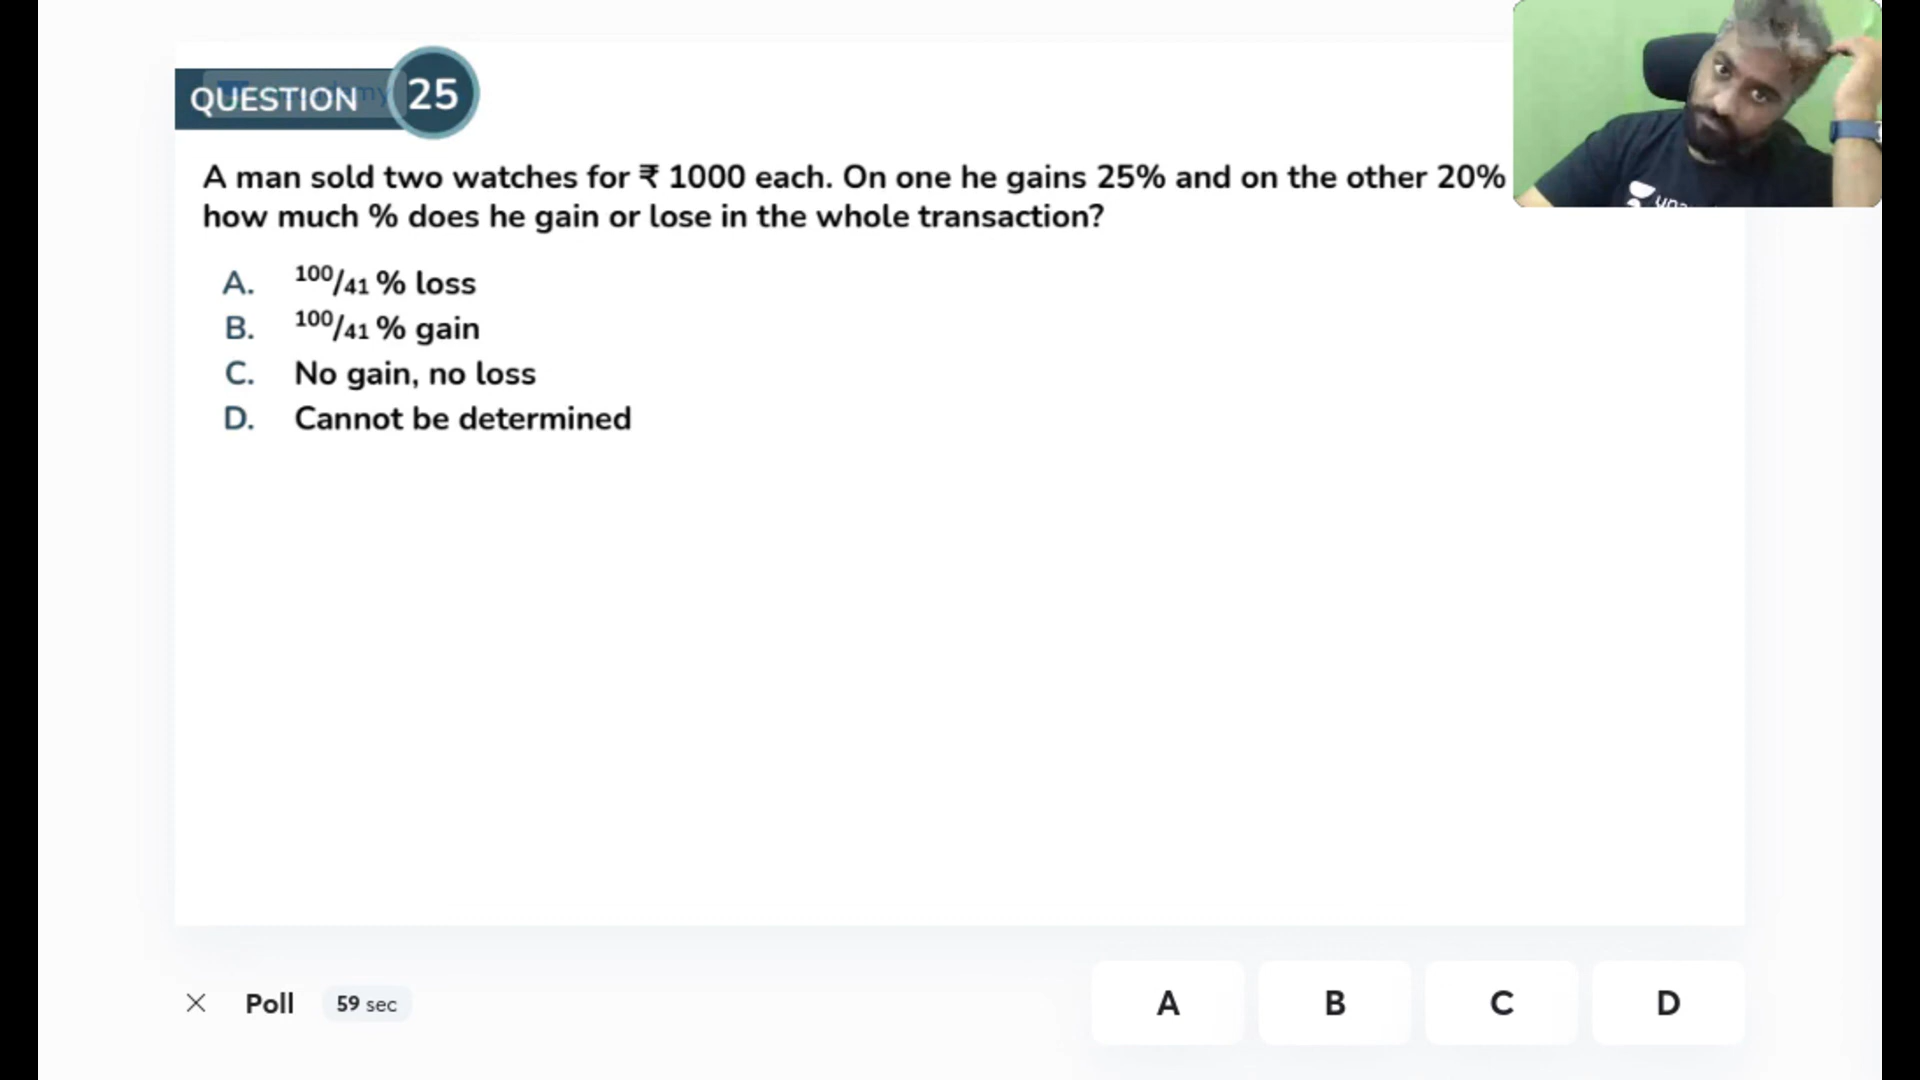 QUESTION 25
A man sold two watches for ₹ 1000 each. On one he gains 25% and on the other 20%
how much % does he gain or lose in the whole transaction?
A. 100/41 % loss
B. 100/41 % gain
C. No gain, no loss
D. Cannot be determined
Poll 59 sec A B C D